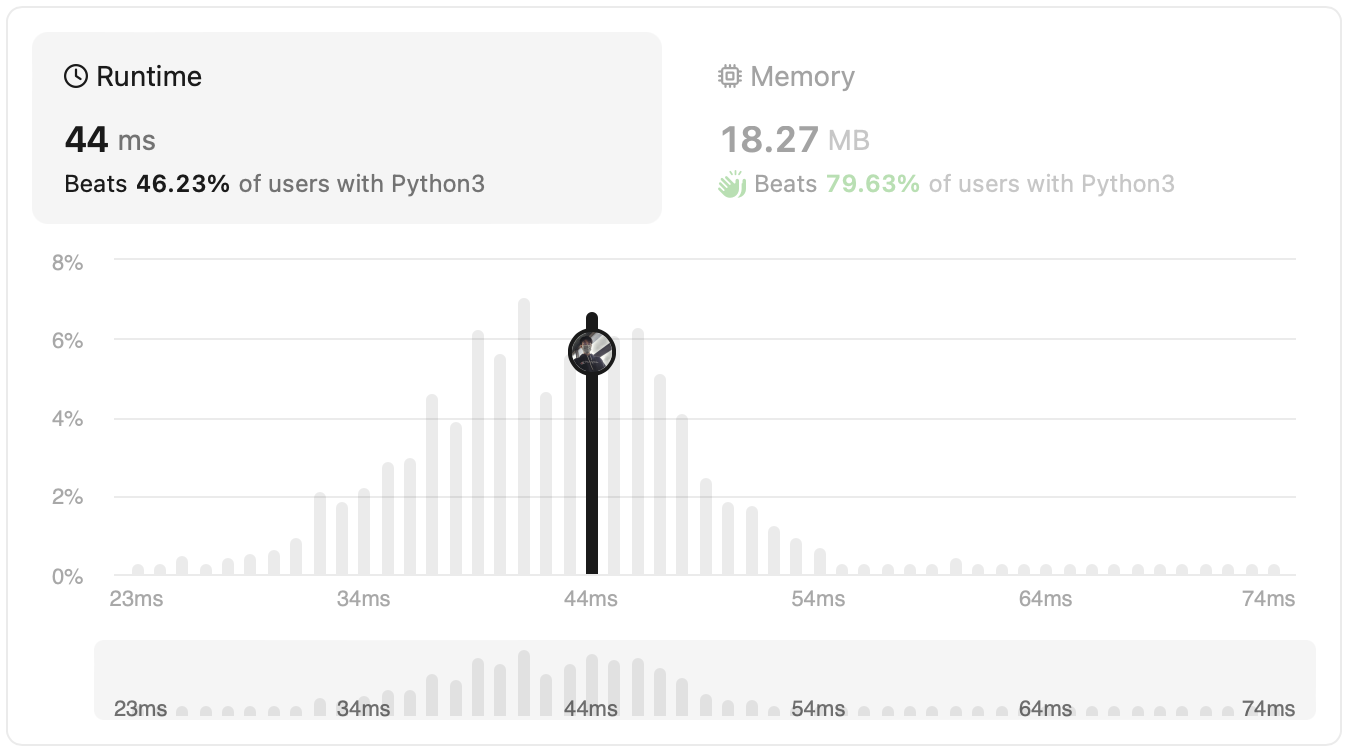 Runtime
44 ms
Beats 46.23% of users with Python3
Memory
18.27 MB
Beats 79.63% of users with Python3
8%
6%
4%
2%
0%
23ms 34ms 44ms 54ms 64ms 74ms
23ms 34ms 44ms 54ms 64ms 74ms